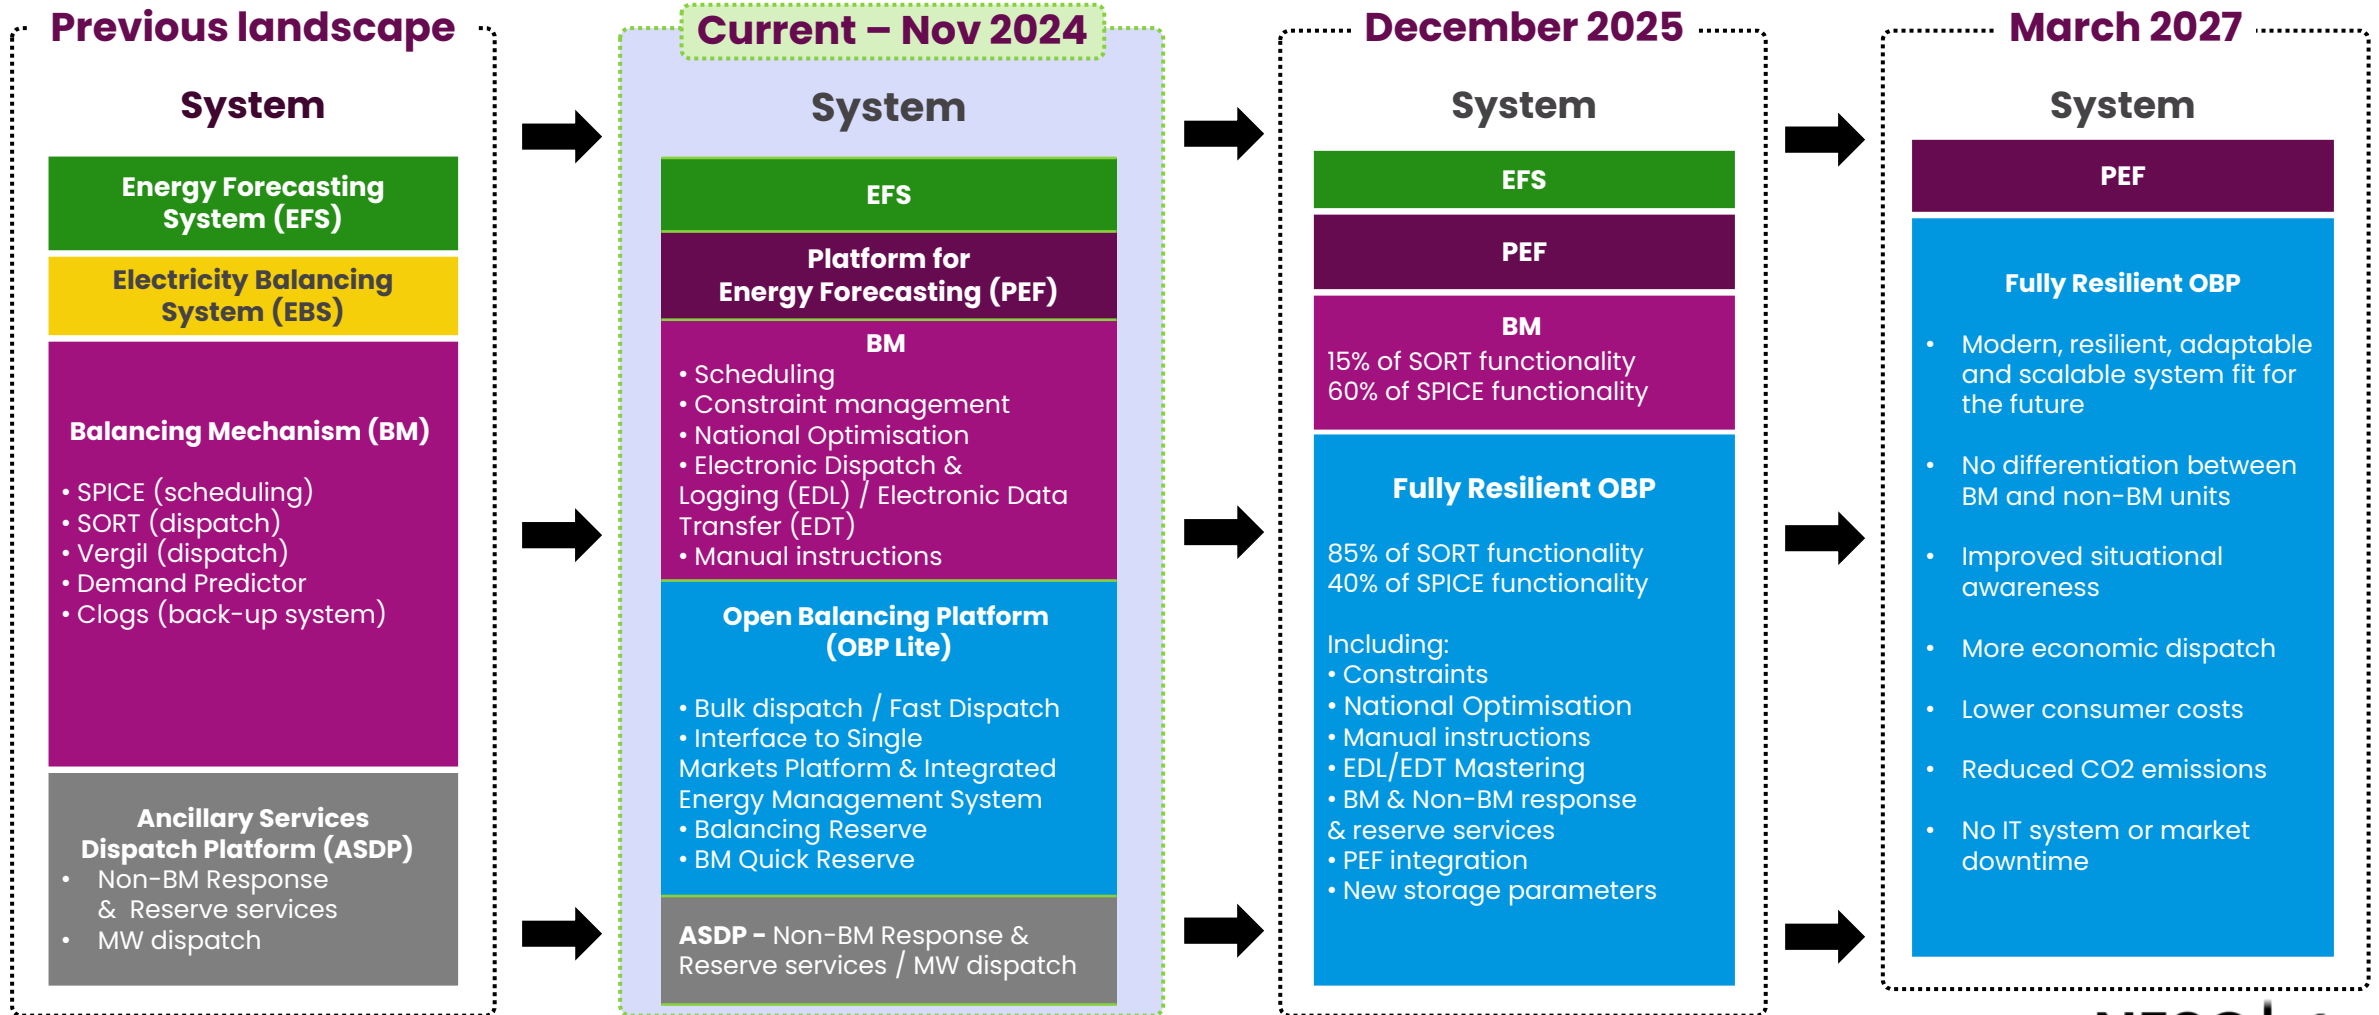 Previous landscape
System
Energy Forecasting
System (EFS)
Electricity Balancing
System (EBS)
Balancing Mechanism (BM)
• SPICE (scheduling)
• SORT (dispatch)
• Vergil (dispatch)
• Demand Predictor
• Clogs (back-up system)
Ancillary Services
Dispatch Platform (ASDP)
• Non-BM Response
& Reserve services
• MW dispatch
Current – Nov 2024
System
EFS
Platform for
Energy Forecasting (PEF)
BM
• Scheduling
• Constraint management
• National Optimisation
• Electronic Dispatch &
Logging (EDL) / Electronic Data
Transfer (EDT)
• Manual instructions
Open Balancing Platform
(OBP Lite)
• Bulk dispatch / Fast Dispatch
• Interface to Single
Markets Platform & Integrated
Energy Management System
• Balancing Reserve
• BM Quick Reserve
ASDP - Non-BM Response &
Reserve services / MW dispatch
December 2025
System
EFS
PEF
BM
15% of SORT functionality
60% of SPICE functionality
Fully Resilient OBP
85% of SORT functionality
40% of SPICE functionality
Including:
• Constraints
• National Optimisation
• Manual instructions
• EDL/EDT Mastering
• BM & Non-BM response
& reserve services
• PEF integration
• New storage parameters
March 2027
System
PEF
Fully Resilient OBP
• Modern, resilient, adaptable
and scalable system fit for
the future
• No differentiation between
BM and non-BM units
• Improved situational
awareness
• More economic dispatch
• Lower consumer costs
• Reduced CO2 emissions
• No IT system or market
downtime